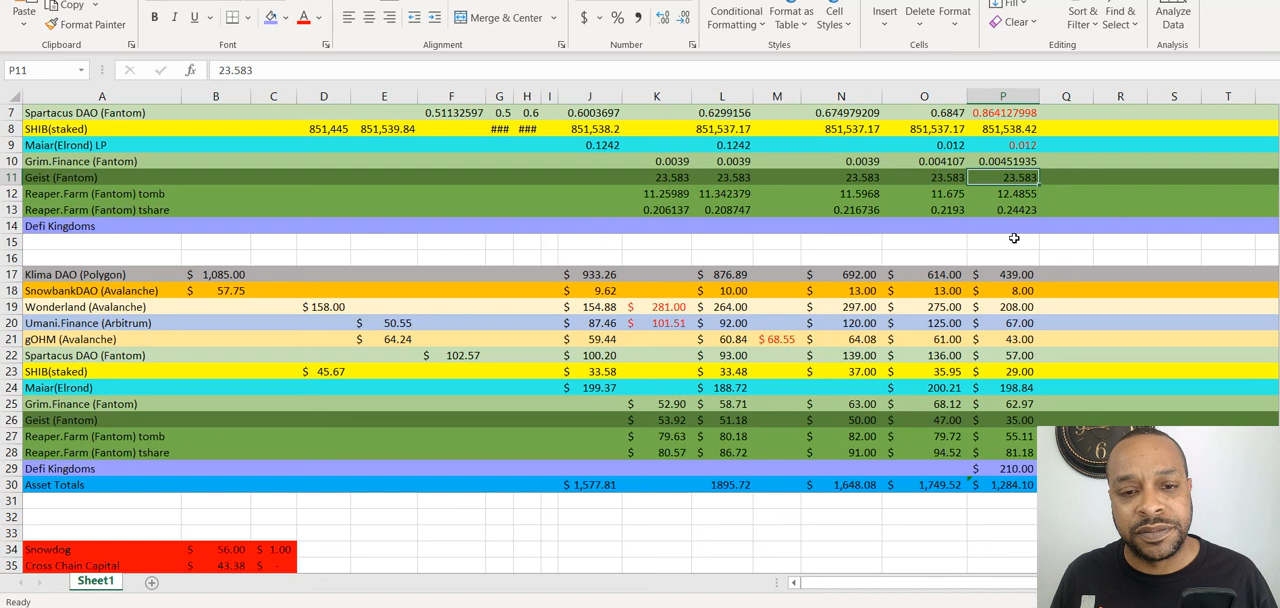 Paste Copy
Format Painter
B I U A
Merge & Center
$ % ,
Conditional Formatting Format as Table Cell Styles
Insert Delete Format
Fill
Clear
Sort & Filter Find & Select
Analyze Data
Clipboard Font Alignment Number Styles Cells Editing Analysis
P11 fx 23.583
A B C D E F G H I J K L M N O P Q R S T
7 Spartacus DAO (Fantom) 0.51132597 0.5 0.6 0.6003697 0.6299156 0.674979209 0.6847 0.864127998
8 SHIB(staked) 851,445 851,539.84 ### ### 851,538.2 851,537.17 851,537.17 851,537.17 851,538.42
9 Maiar(Elrond) LP 0.1242 0.1242 0.012 0.012
10 Grim.Finance (Fantom) 0.0039 0.0039 0.0039 0.004107 0.00451935
11 Geist (Fantom) 23.583 23.583 23.583 23.583 23.583
12 Reaper.Farm (Fantom) tomb 11.25989 11.342379 11.5968 11.675 12.4855
13 Reaper.Farm (Fantom) tshare 0.206137 0.208747 0.216736 0.2193 0.24423
14 Defi Kingdoms
15
16
17 Klima DAO (Polygon) $ 1,085.00 $ 933.26 $ 876.89 $ 692.00 $ 614.00 $ 439.00
18 SnowbankDAO (Avalanche) $ 57.75 $ 9.62 $ 10.00 $ 13.00 $ 13.00 $ 8.00
19 Wonderland (Avalanche) $ 158.00 $ 154.88 $ 281.00 $ 264.00 $ 297.00 $ 275.00 $ 208.00
20 Umani.Finance (Arbitrum) $ 50.55 $ 87.46 $ 101.51 $ 92.00 $ 120.00 $ 125.00 $ 67.00
21 gOHM (Avalanche) $ 64.24 $ 59.44 $ 60.84 $ 68.55 $ 64.08 $ 61.00 $ 43.00
22 Spartacus DAO (Fantom) $ 102.57 $ 100.20 $ 93.00 $ 139.00 $ 136.00 $ 57.00
23 SHIB(staked) $ 45.67 $ 33.58 $ 33.48 $ 37.00 $ 35.95 $ 29.00
24 Maiar(Elrond) $ 199.37 $ 188.72 $ 200.21 $ 198.84
25 Grim.Finance (Fantom) $ 52.90 $ 58.71 $ 63.00 $ 68.12 $ 62.97
26 Geist (Fantom) $ 53.92 $ 51.18 $ 50.00 $ 47.00 $ 35.00
27 Reaper.Farm (Fantom) tomb $ 79.63 $ 80.18 $ 82.00 $ 79.72 $ 55.11
28 Reaper.Farm (Fantom) tshare $ 80.57 $ 86.72 $ 91.00 $ 94.52 $ 81.18
29 Defi Kingdoms $ 210.00
30 Asset Totals $ 1,577.81 1895.72 $ 1,648.08 $ 1,749.52 $ 1,284.10
31
32
33
34 Snowdog $ 56.00 $ 1.00
35 Cross Chain Capital $ 43.38 $ -
Sheet1
Ready